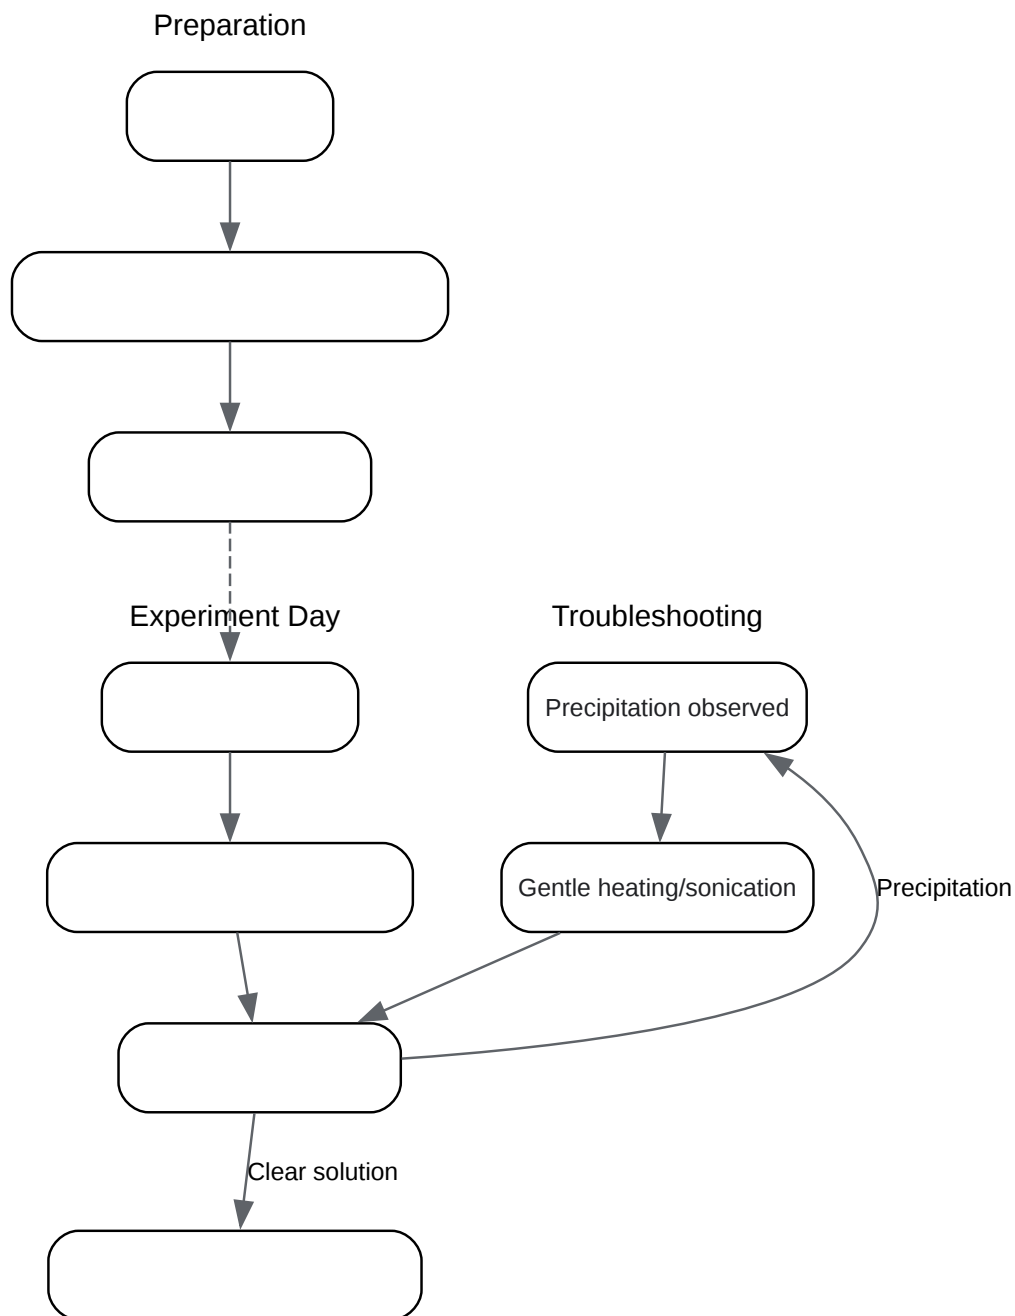 Preparation
Experiment Day
Troubleshooting
Precipitation observed
Gentle heating/sonication
Precipitation
Clear solution